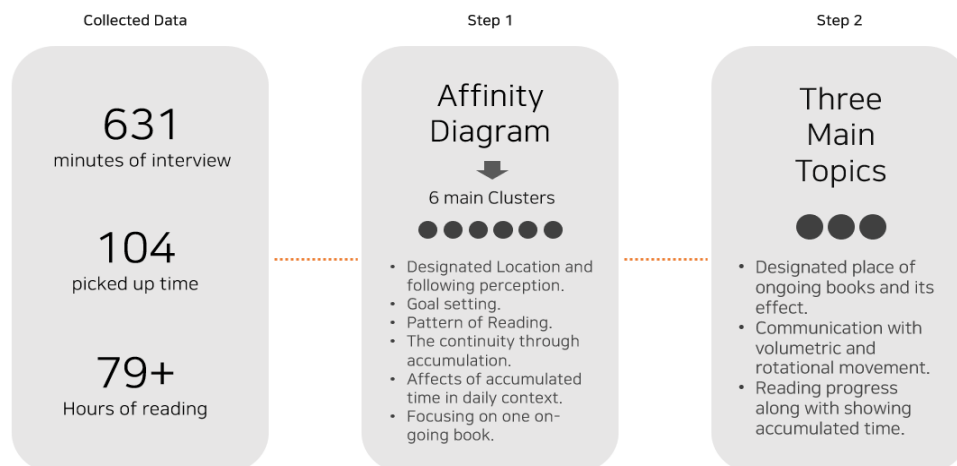 Collected Data
631
minutes of interview
104
picked up time
79+
Hours of reading
Step 1
Affinity
Diagram
6 main Clusters
• Designated Location and
following perception.
• Goal setting.
• Pattern of Reading.
• The continuity through
accumulation.
• Affects of accumulated
time in daily context.
• Focusing on one on-
going book.
Step 2
Three
Main
Topics
• Designated place of
ongoing books and its
effect.
• Communication with
volumetric and
rotational movement.
• Reading progress
along with showing
accumulated time.